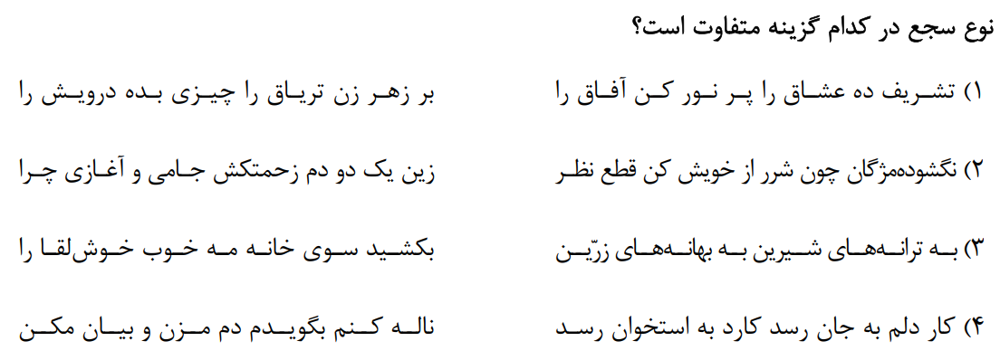 نوع سجع در کدام گزینه متفاوت است؟
۱) تشریف ده عشاق را پر نور کن آفاق را بر زهر زن تریاق را چیزی بده درویش را
۲) نگشوده‌مژگان چون شرر از خویش کن قطع نظر زین یک دو دم زحمتکش جامی و آغازی چرا
۳) به ترانه‌های شیرین به بهانه‌های زرّین بکشید سوی خانه مه خوب خوش‌لقا را
۴) کار دلم به جان رسد کارد به استخوان رسد ناله کنم بگویدم دم مزن و بیان مکن